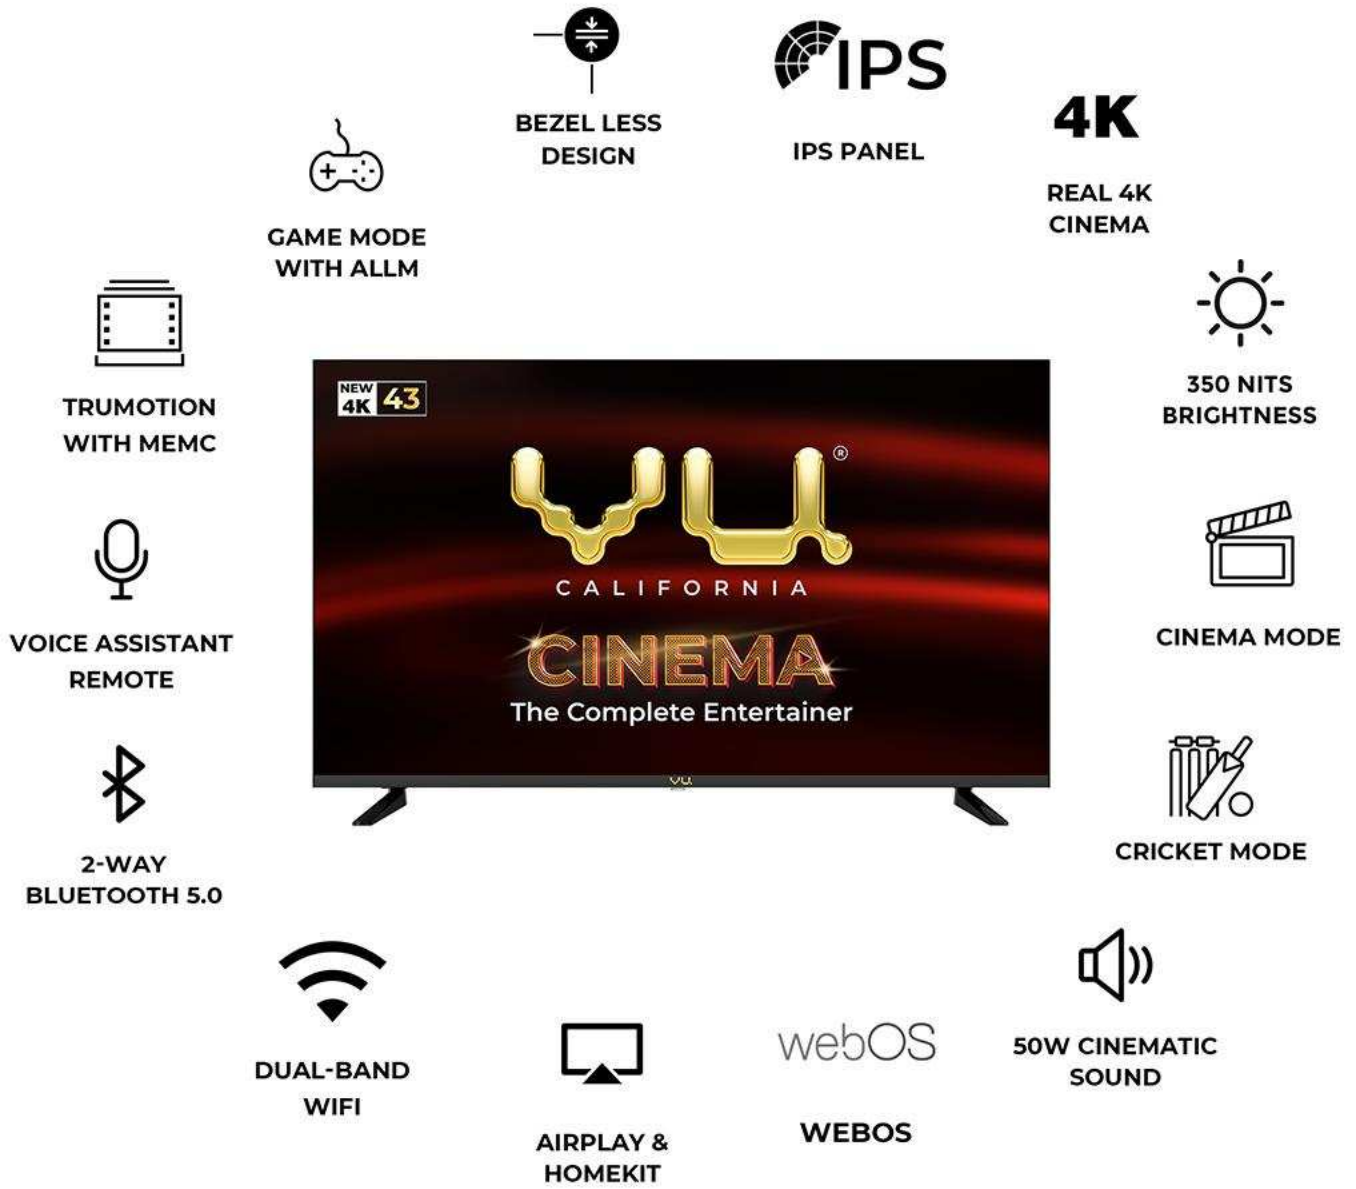 BEZEL LESS
DESIGN
IPS
IPS PANEL
4K
REAL 4K
CINEMA
GAME MODE
WITH ALLM
350 NITS
BRIGHTNESS
TRUMOTION
WITH MEMC
NEW
4K 43
VU ®
CALIFORNIA
CINEMA
The Complete Entertainer
VU
VOICE ASSISTANT
REMOTE
CINEMA MODE
2-WAY
BLUETOOTH 5.0
CRICKET MODE
DUAL-BAND
WIFI
AIRPLAY &
HOMEKIT
webOS
WEBOS
50W CINEMATIC
SOUND